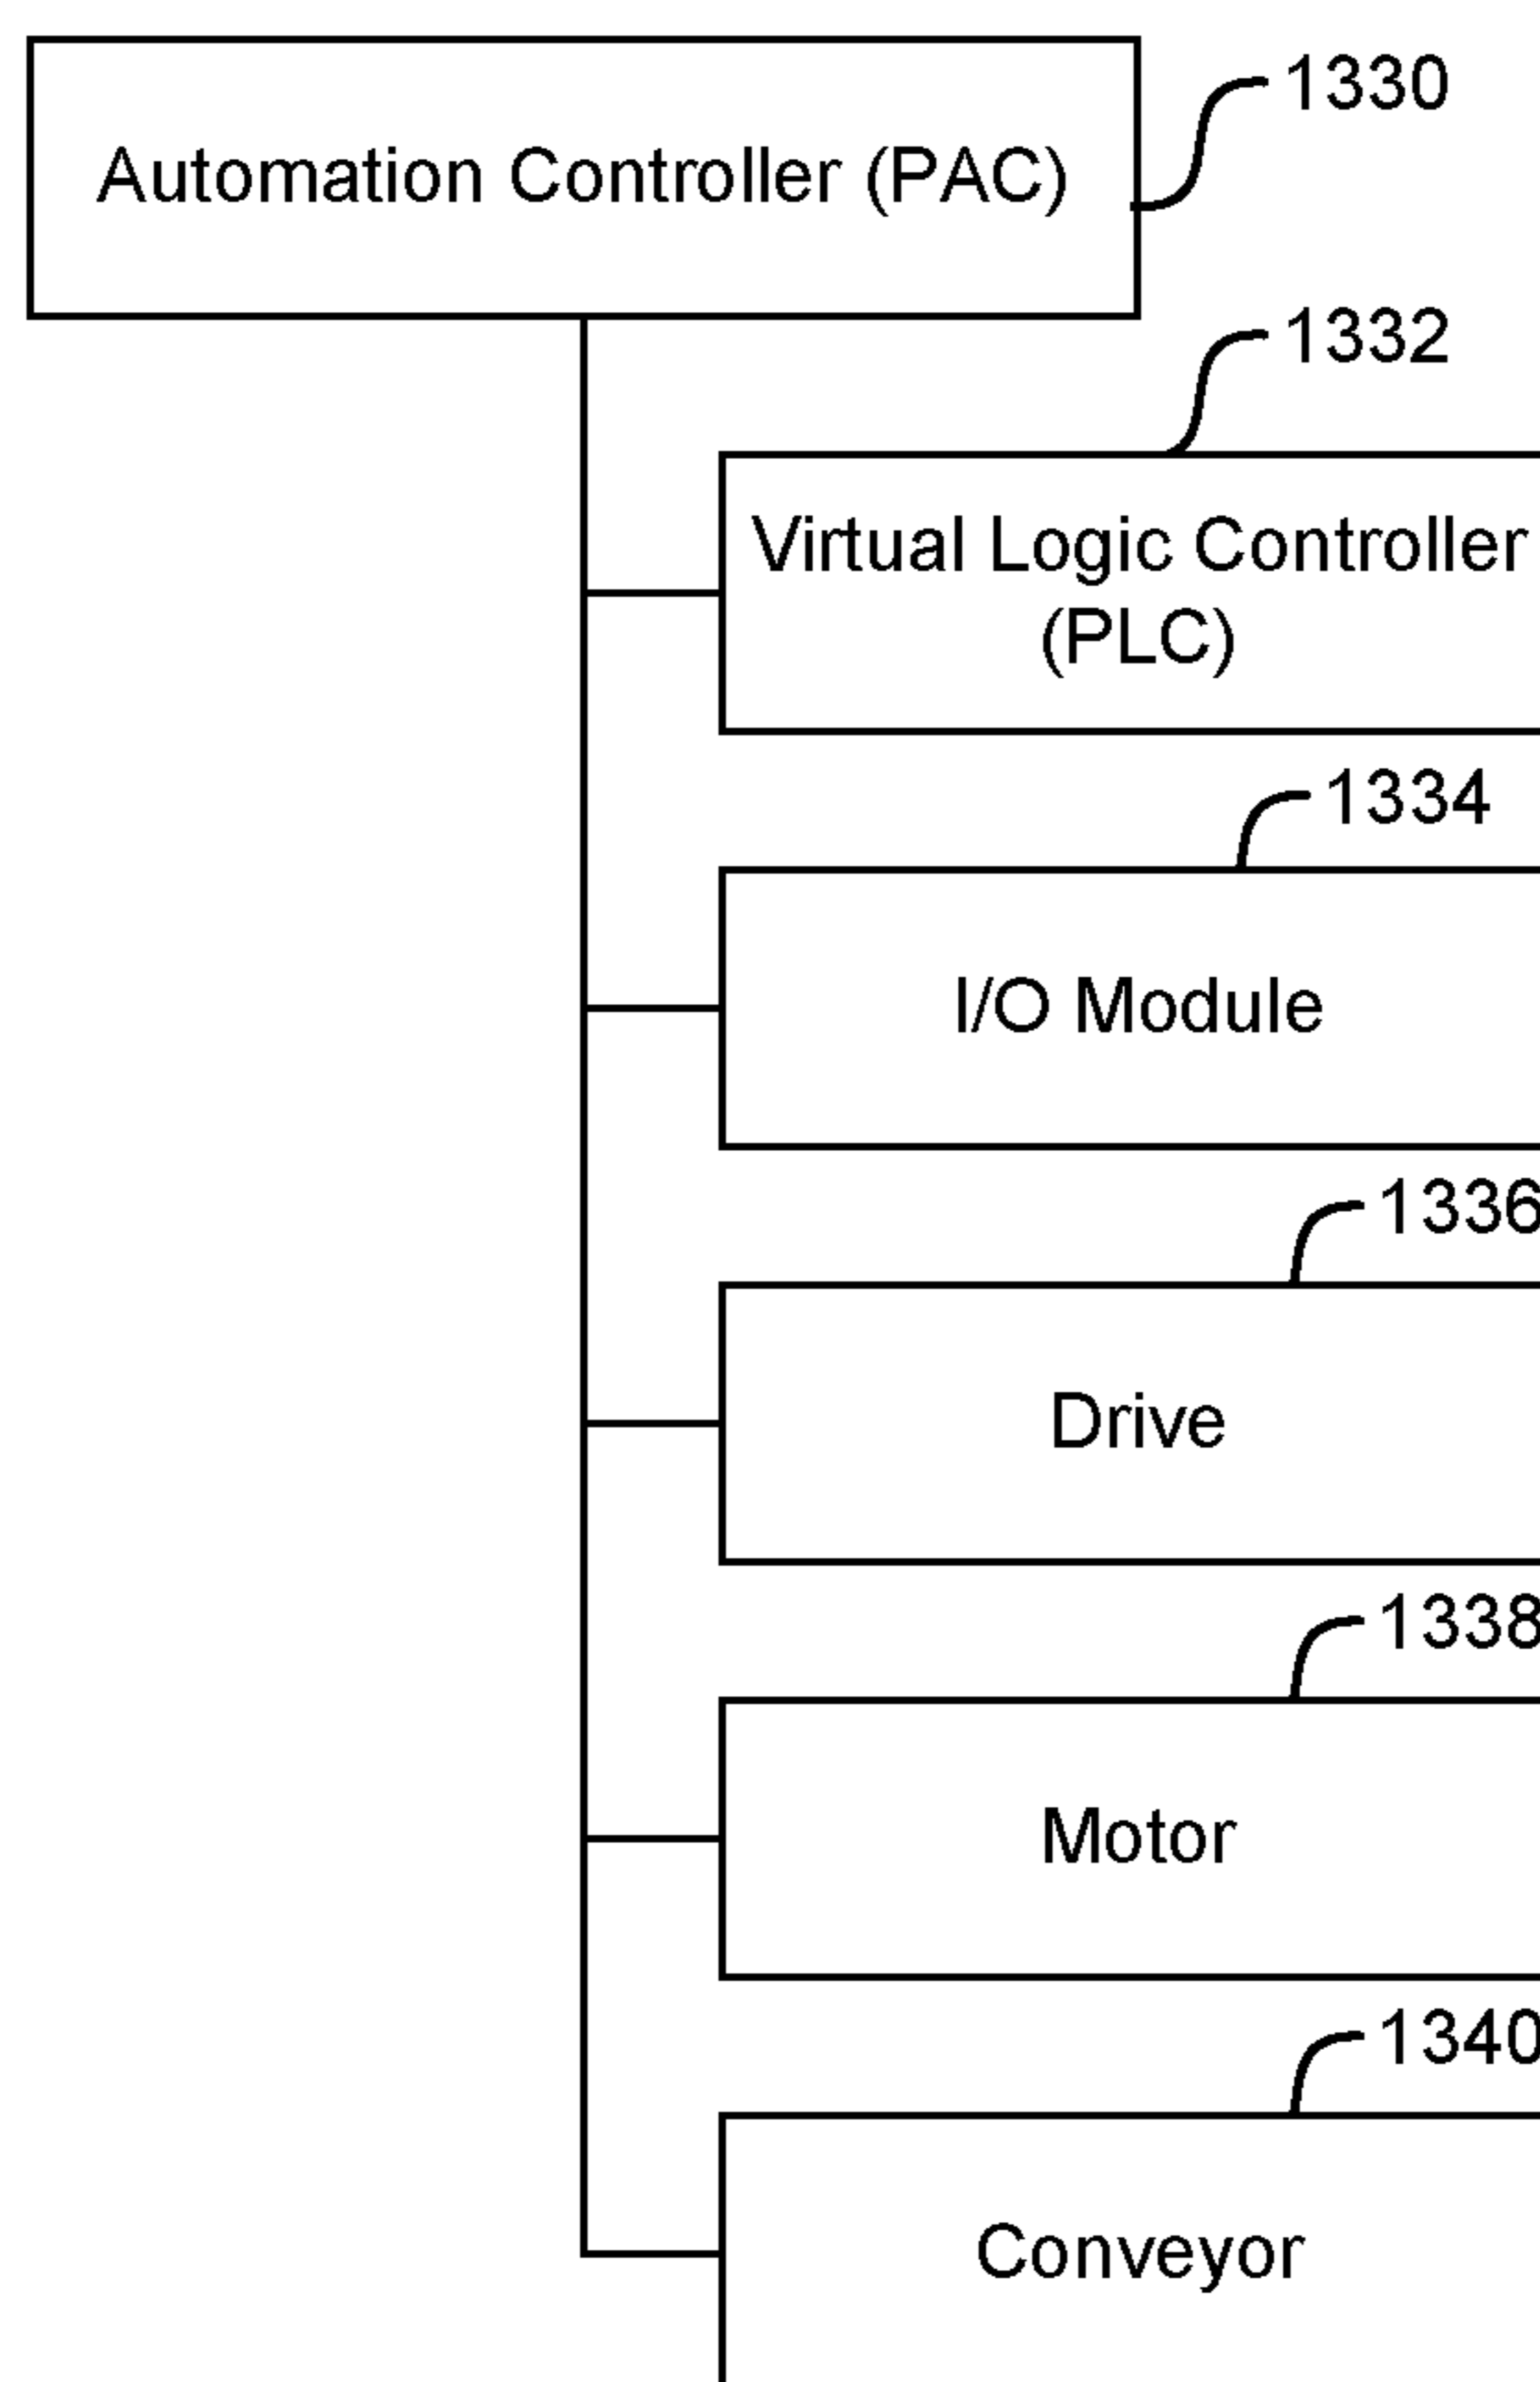 1330
Automation Controller (PAC)
1332
Virtual Logic Controller
(PLC)
1334
I/O Module
1336
Drive
1338
Motor
1340
Conveyor